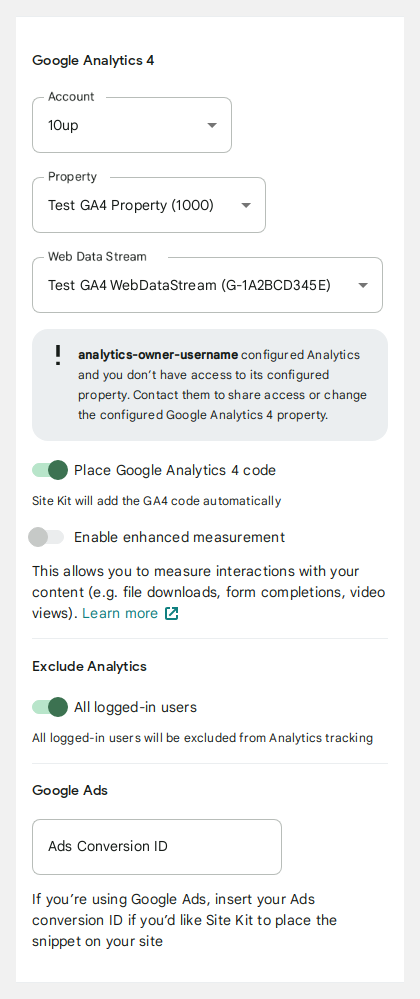 Google Analytics 4
Account
10up
Property
Test GA4 Property (1000)
Web Data Stream
Test GA4 WebDataStream (G-1A2BCD345E)
analytics-owner-username configured Analytics
and you don’t have access to its configured
property. Contact them to share access or change
the configured Google Analytics 4 property.
Place Google Analytics 4 code
Site Kit will add the GA4 code automatically
Enable enhanced measurement
This allows you to measure interactions with your
content (e.g. file downloads, form completions, video
views). Learn more
Exclude Analytics
All logged-in users
All logged-in users will be excluded from Analytics tracking
Google Ads
Ads Conversion ID
If you’re using Google Ads, insert your Ads
conversion ID if you’d like Site Kit to place the
snippet on your site